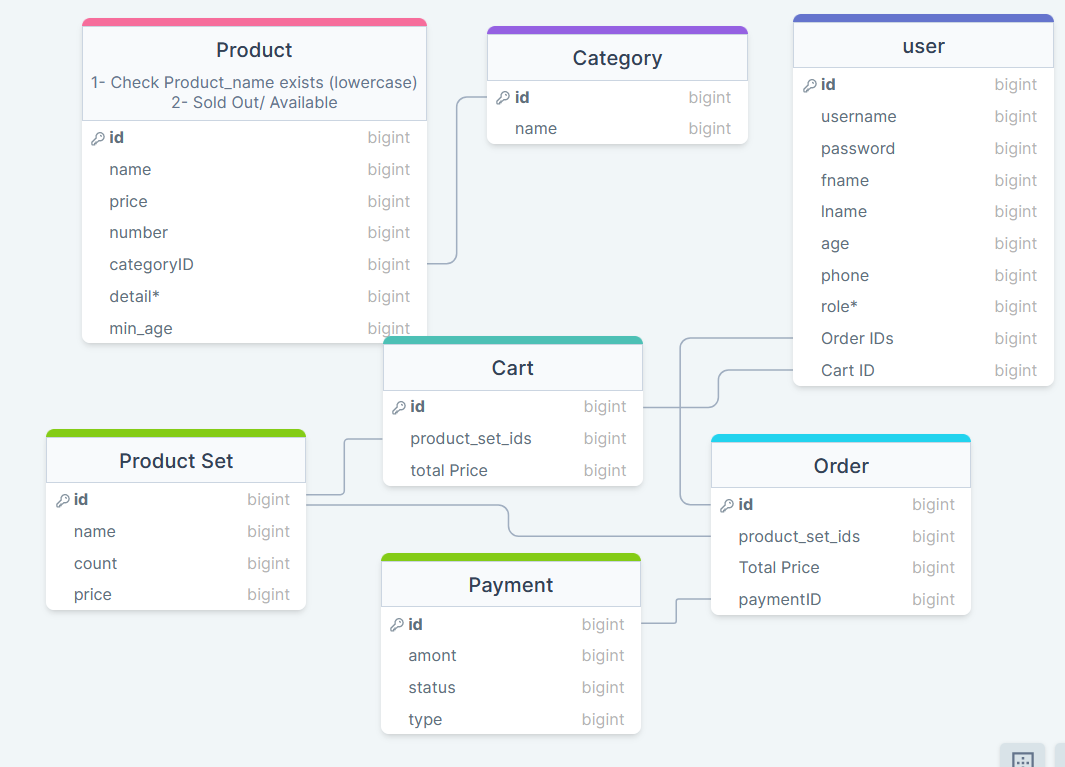 Product
1- Check Product_name exists (lowercase)
2- Sold Out/ Available
id bigint
name bigint
price bigint
number bigint
categoryID bigint
detail* bigint
min_age bigint
Category
id bigint
name bigint
user
id bigint
username bigint
password bigint
fname bigint
lname bigint
age bigint
phone bigint
role* bigint
Order IDs bigint
Cart ID bigint
Cart
id bigint
product_set_ids bigint
total Price bigint
Product Set
id bigint
name bigint
count bigint
price bigint
Order
id bigint
product_set_ids bigint
Total Price bigint
paymentID bigint
Payment
id bigint
amont bigint
status bigint
type bigint